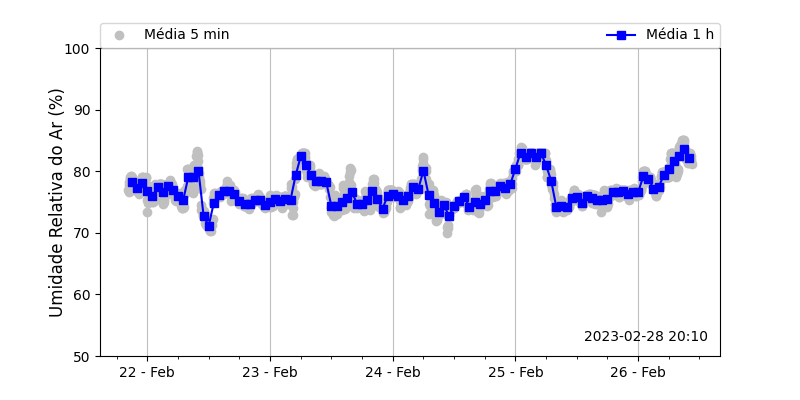 Média 5 min
Média 1 h
Umidade Relativa do Ar (%)
100
90
80
70
60
50
2023-02-28 20:10
22 - Feb
23 - Feb
24 - Feb
25 - Feb
26 - Feb